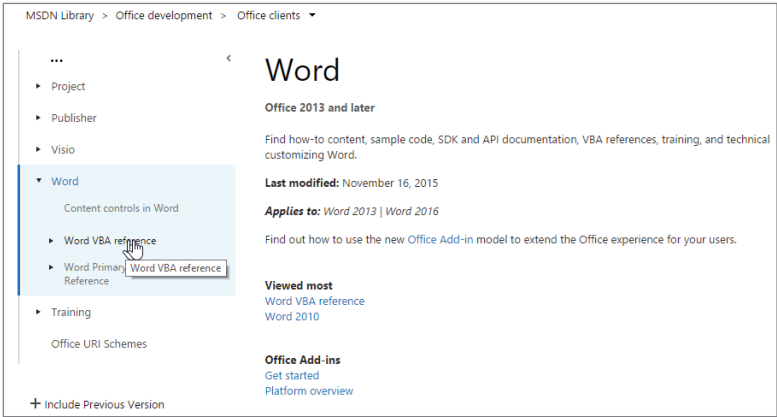 MSDN Library > Office development > Office clients
...
Project
Publisher
Visio
Word
Content controls in Word
Word VBA reference
Word VBA reference
Word Primary
Reference
Training
Office URI Schemes
Include Previous Version
Word
Office 2013 and later
Find how-to content, sample code, SDK and API documentation, VBA references, training, and technical
customizing Word.
Last modified: November 16, 2015
Applies to: Word 2013 | Word 2016
Find out how to use the new Office Add-in model to extend the Office experience for your users.
Viewed most
Word VBA reference
Word 2010
Office Add-ins
Get started
Platform overview